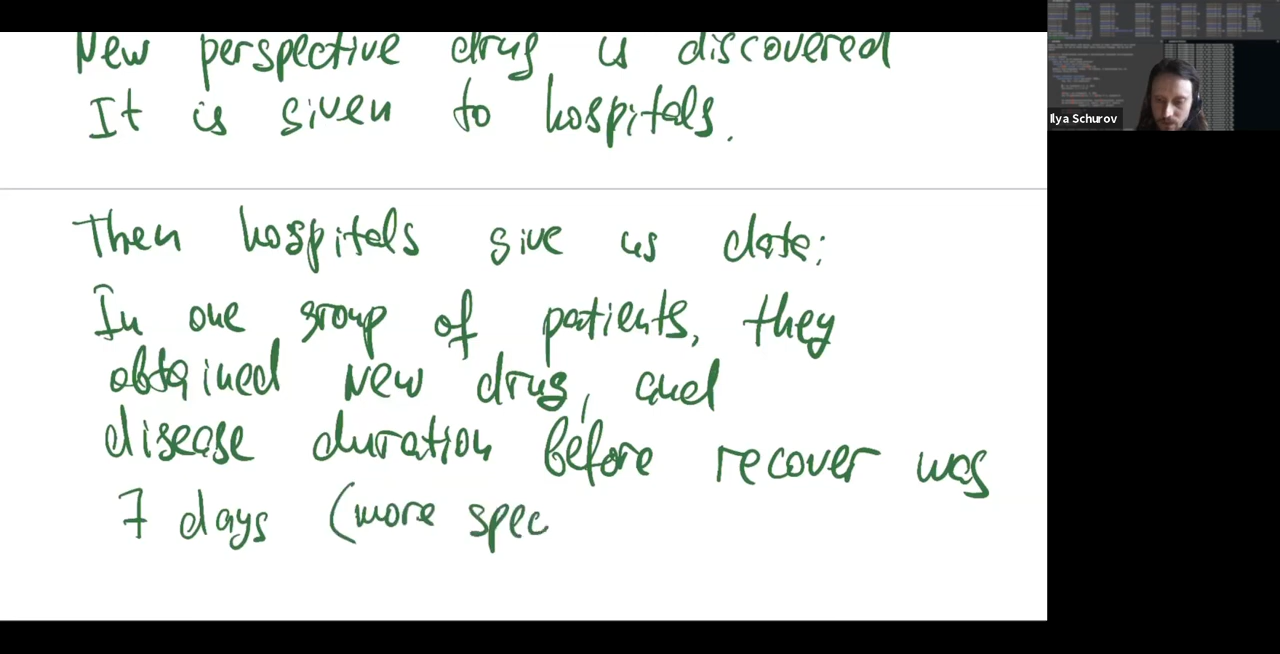 New perspective drug is discovered
It is given to hospitals.
Then hospitals give us data:
In one group of patients, they
obtained new drug, and
disease duration before recover was
7 days (more spec
Ilya Schurov